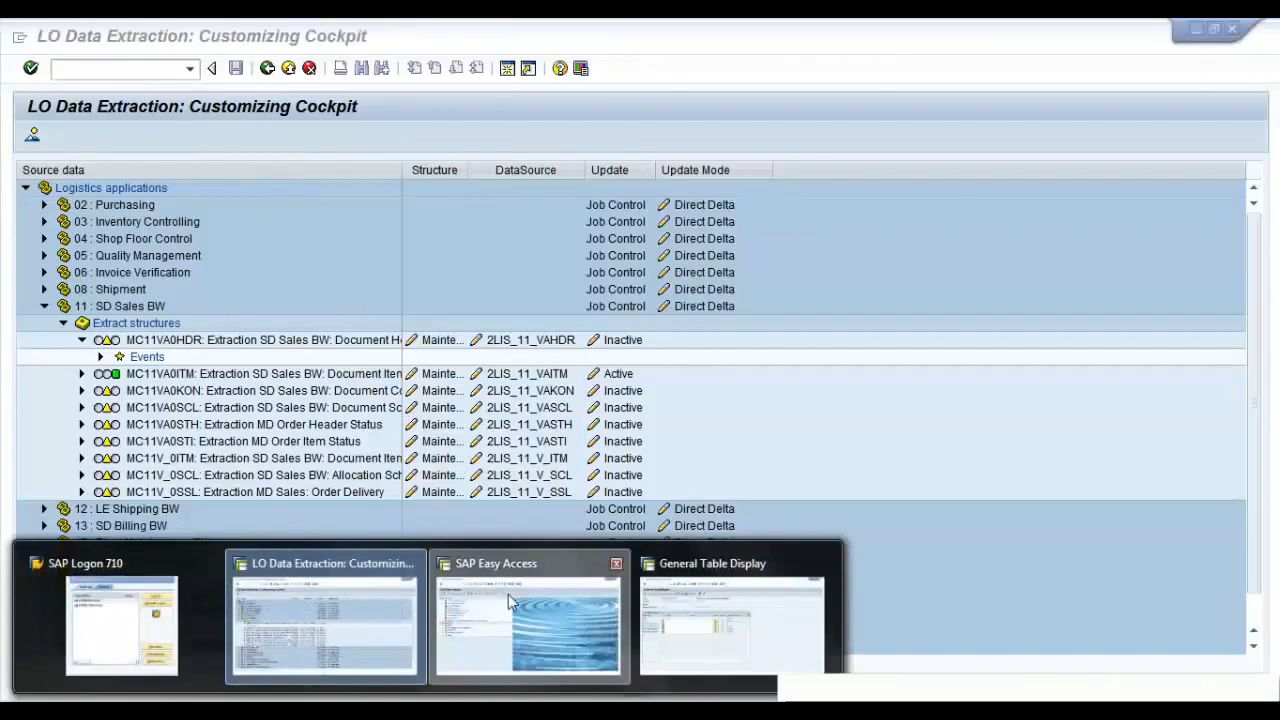 LO Data Extraction: Customizing Cockpit
LO Data Extraction: Customizing Cockpit
Source data Structure DataSource Update Update Mode
Logistics applications
02 : Purchasing Job Control Direct Delta
03 : Inventory Controlling Job Control Direct Delta
04 : Shop Floor Control Job Control Direct Delta
05 : Quality Management Job Control Direct Delta
06 : Invoice Verification Job Control Direct Delta
08 : Shipment Job Control Direct Delta
11 : SD Sales BW Job Control Direct Delta
Extract structures
MC11VA0HDR: Extraction SD Sales BW: Document He Mainte... 2LIS_11_VAHDR Inactive
Events
MC11VA0ITM: Extraction SD Sales BW: Document Item Mainte... 2LIS_11_VAITM Active
MC11VA0KON: Extraction SD Sales BW: Document Co Mainte... 2LIS_11_VAKON Inactive
MC11VA0SCL: Extraction SD Sales BW: Document Sc Mainte... 2LIS_11_VASCL Inactive
MC11VA0STH: Extraction MD Order Header Status Mainte... 2LIS_11_VASTH Inactive
MC11VA0STI: Extraction MD Order Item Status Mainte... 2LIS_11_VASTI Inactive
MC11V_0ITM: Extraction SD Sales BW: Document Item Mainte... 2LIS_11_V_ITM Inactive
MC11V_0SCL: Extraction SD Sales BW: Allocation Sch Mainte... 2LIS_11_V_SCL Inactive
MC11V_0SSL: Extraction MD Sales: Order Delivery Mainte... 2LIS_11_V_SSL Inactive
12 : LE Shipping BW Job Control Direct Delta
13 : SD Billing BW Job Control Direct Delta
SAP Logon 710 LO Data Extraction: Customizin... SAP Easy Access General Table Display